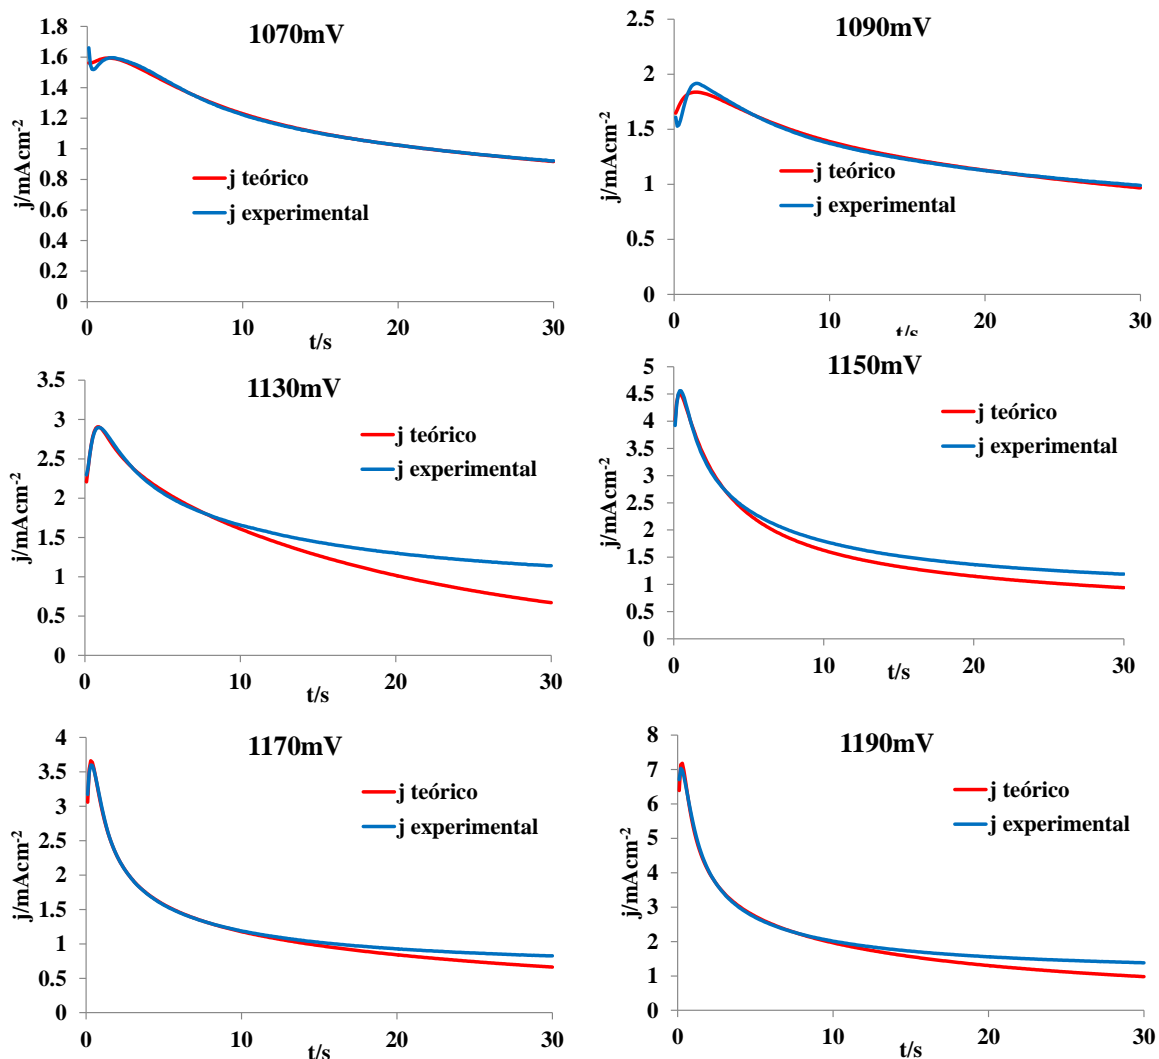 1070mV
j/mAcm-2
1.8
1.6
1.4
1.2
1
0.8
0.6
0.4
0.2
0
j teórico
j experimental
0 10 20 30
t/s
1090mV
j/mAcm-2
2.5
2
1.5
1
0.5
0
j teórico
j experimental
0 10 20 30
t/s
1130mV
j/mAcm-2
3.5
3
2.5
2
1.5
1
0.5
0
j teórico
j experimental
0 10 20 30
t/s
1150mV
j/mAcm-2
5
4.5
4
3.5
3
2.5
2
1.5
1
0.5
0
j teórico
j experimental
0 10 20 30
t/s
1170mV
j/mAcm-2
4
3.5
3
2.5
2
1.5
1
0.5
0
j teórico
j experimental
0 10 20 30
t/s
1190mV
j/mAcm-2
8
7
6
5
4
3
2
1
0
j teórico
j experimental
0 10 20 30
t/s